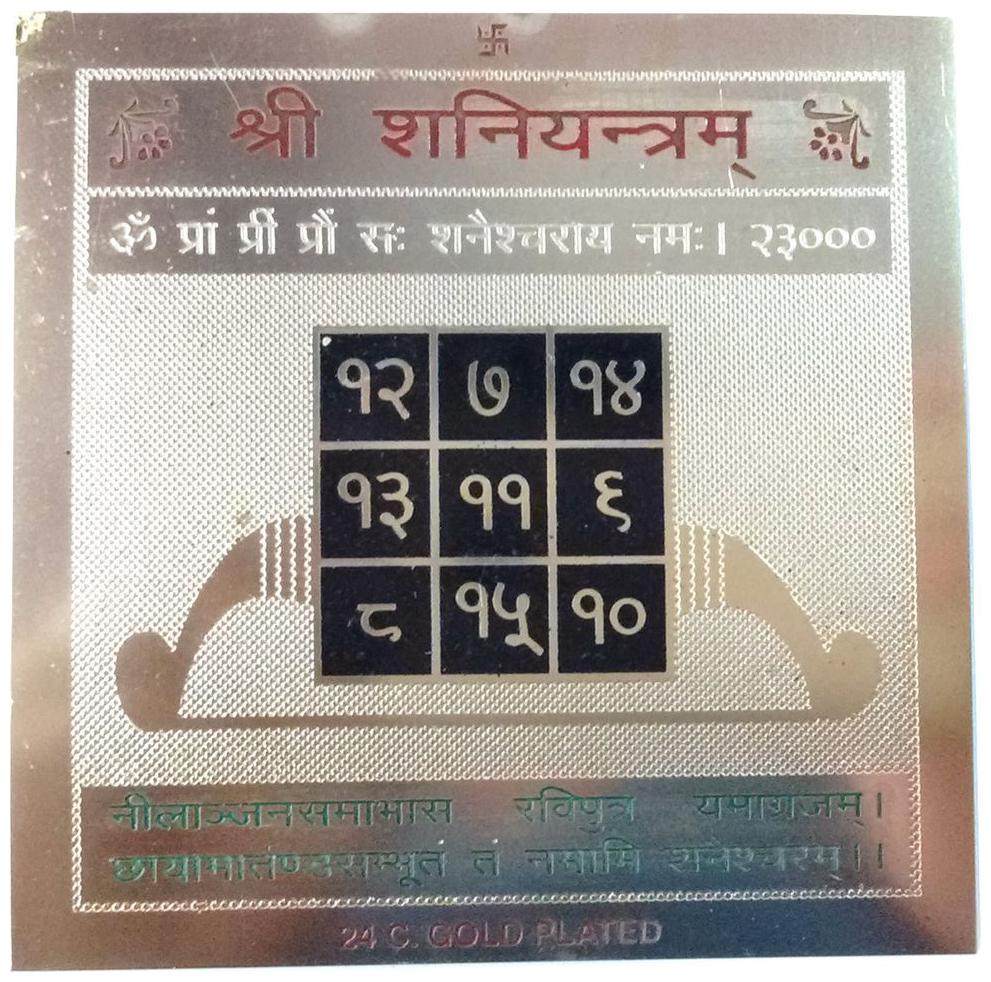 卐
श्री शनियन्त्रम्
ॐ प्रां प्रीं प्रौं सः शनैश्चराय नमः। २३०००
१२ ७ १४
१३ ११ ६
८ १५ १०
नीलाञ्जनसमाभास रविपुत्र यमाग्रजम्।
छायामार्तण्डसम्भूत तं नमामि शनैश्चरम्।।
24 C. GOLD PLATED